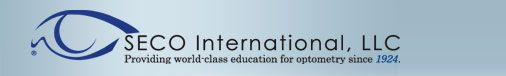 SECO International, LLC
Providing world-class education for optometry since 1924.
®